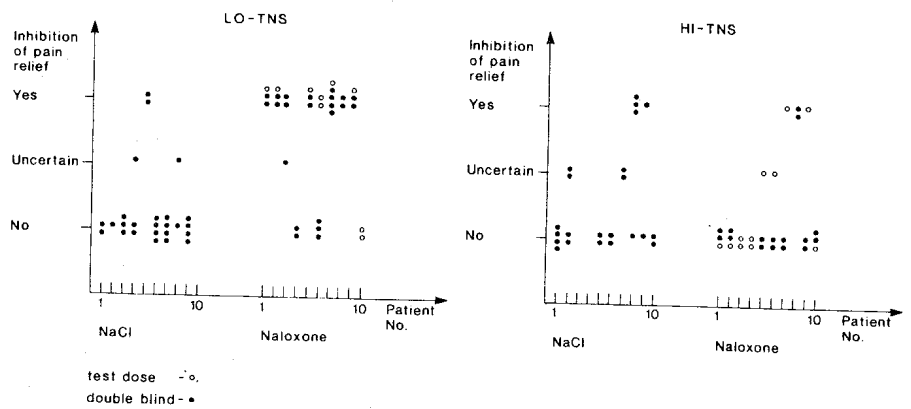 LO-TNS
Inhibition
of pain
relief
Yes
Uncertain
No
1
10
1
10
Patient
No.
NaCl
Naloxone
HI-TNS
Inhibition
of pain
relief
Yes
Uncertain
No
1
10
1
10
Patient
No.
NaCl
Naloxone
test dose - o.
double blind - •